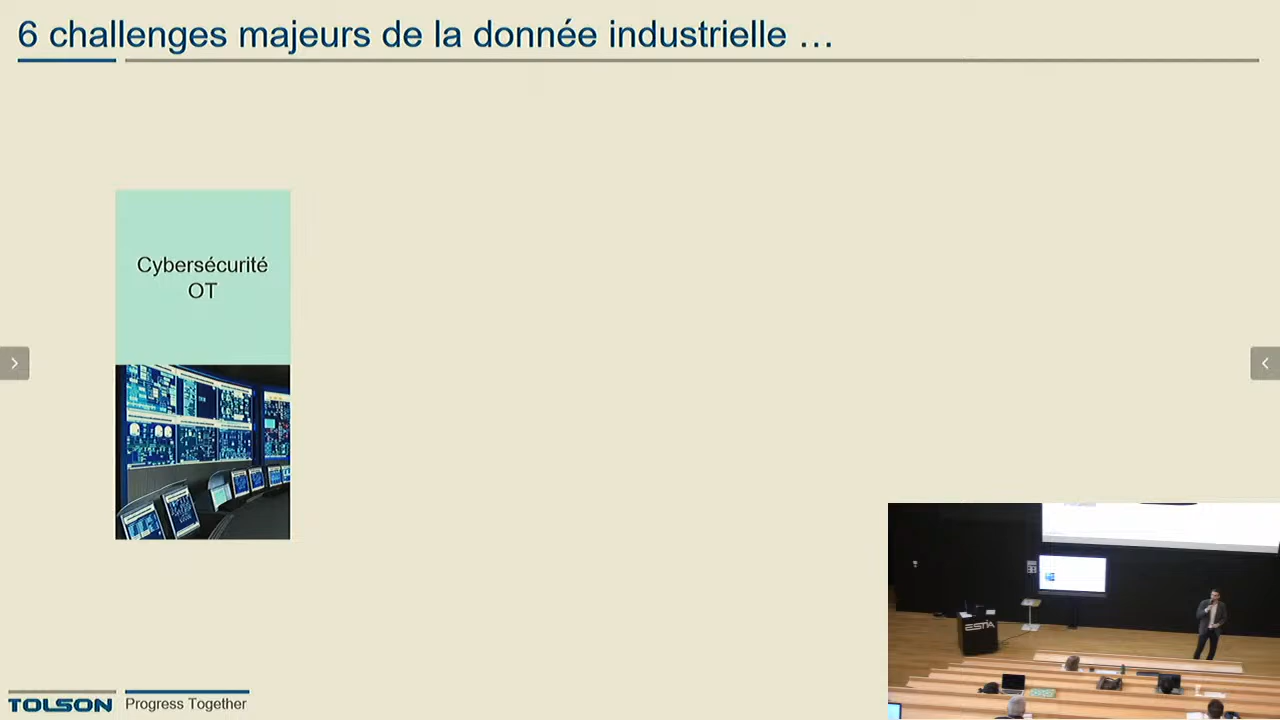 6 challenges majeurs de la donnée industrielle …
Cybersécurité
OT
ESTIA
TOLSON
Progress Together